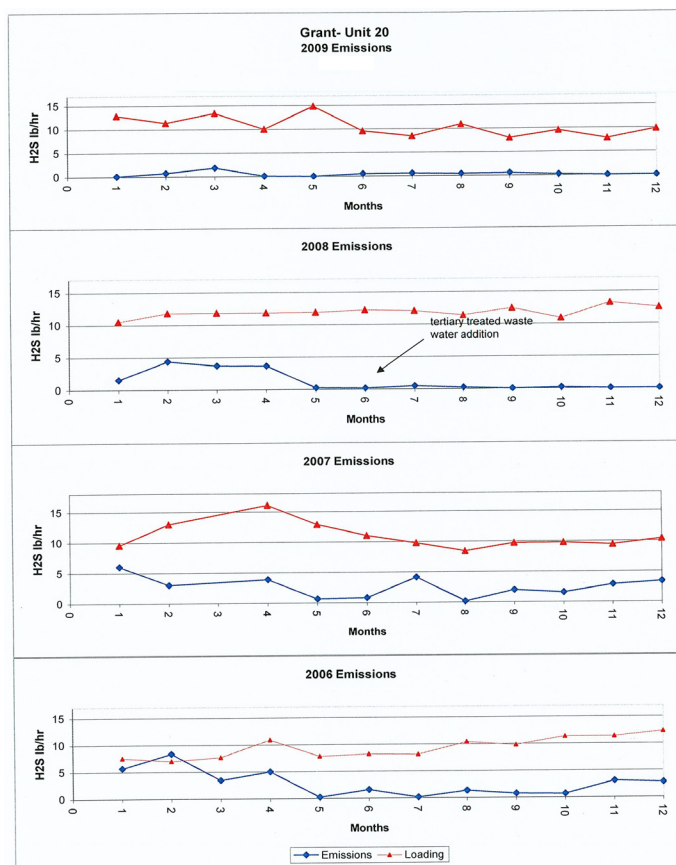 Grant- Unit 20
2009 Emissions
H2S lb/hr
15
10
5
0
0 1 2 3 4 5 6 7 8 9 10 11 12
Months
2008 Emissions
H2S lb/hr
15
10
5
0
tertiary treated waste
water addition
0 1 2 3 4 5 6 7 8 9 10 11 12
Months
2007 Emissions
H2S lb/hr
15
10
5
0
0 1 2 3 4 5 6 7 8 9 10 11 12
Months
2006 Emissions
H2S lb/hr
15
10
5
0
0 1 2 3 4 5 6 7 8 9 10 11 12
Months
Emissions Loading